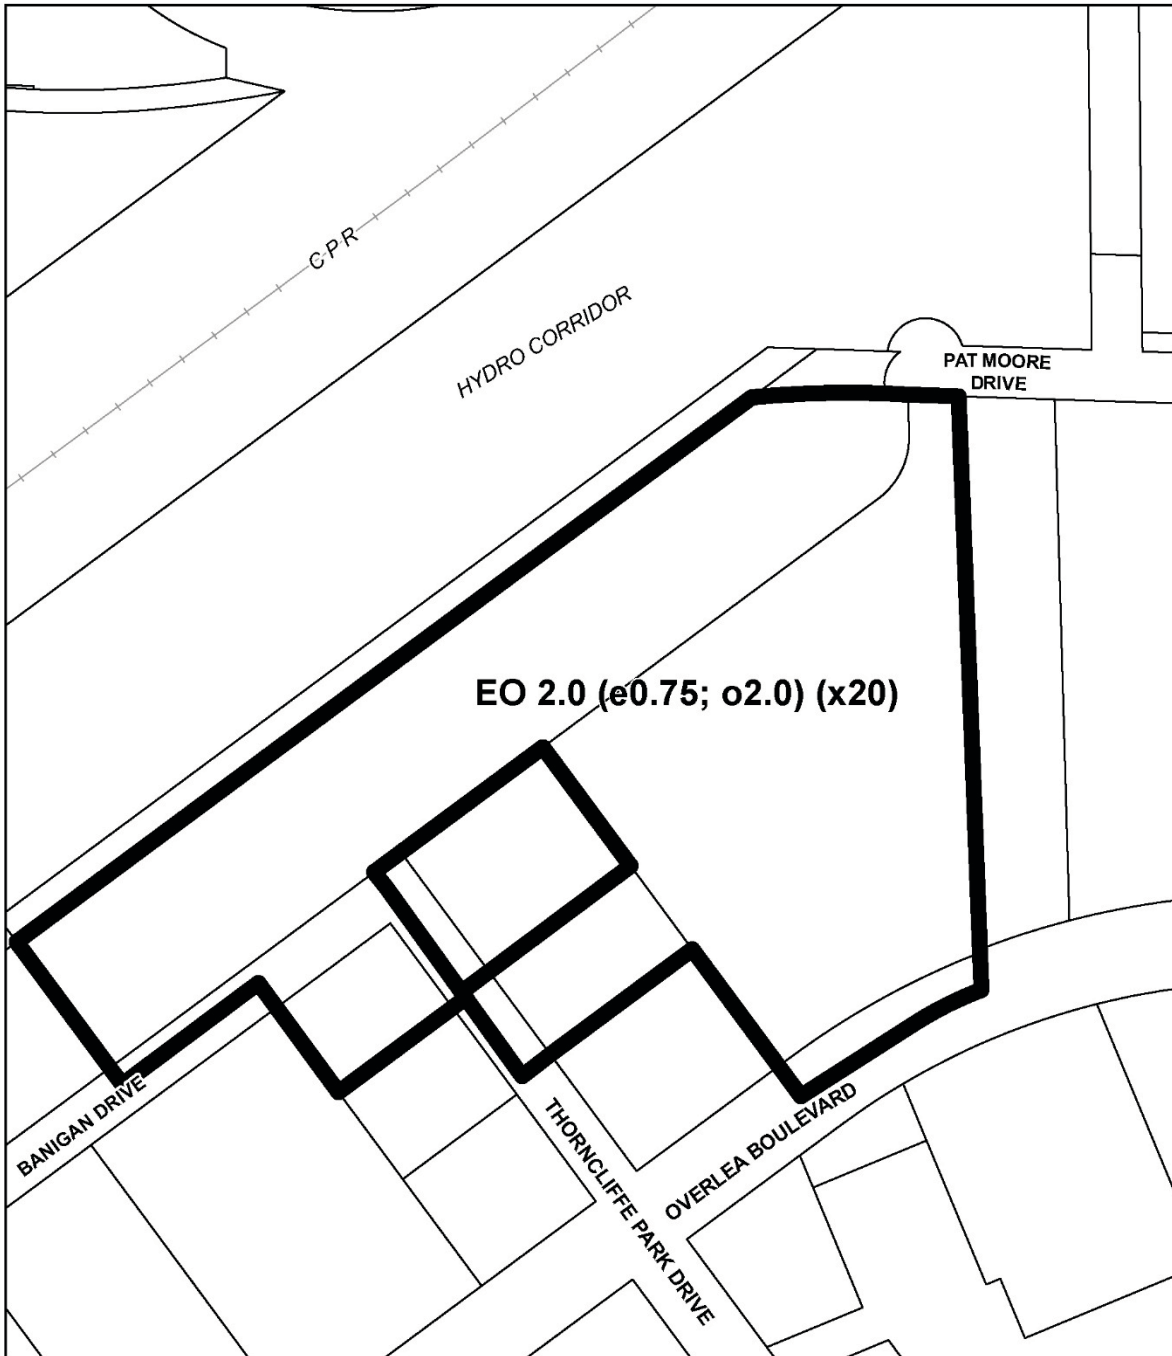 C P R
HYDRO CORRIDOR
PAT MOORE
DRIVE
EO 2.0 (e0.75; o2.0) (x20)
BANIGAN DRIVE
THORNCLIFFE PARK DRIVE
OVERLEA BOULEVARD